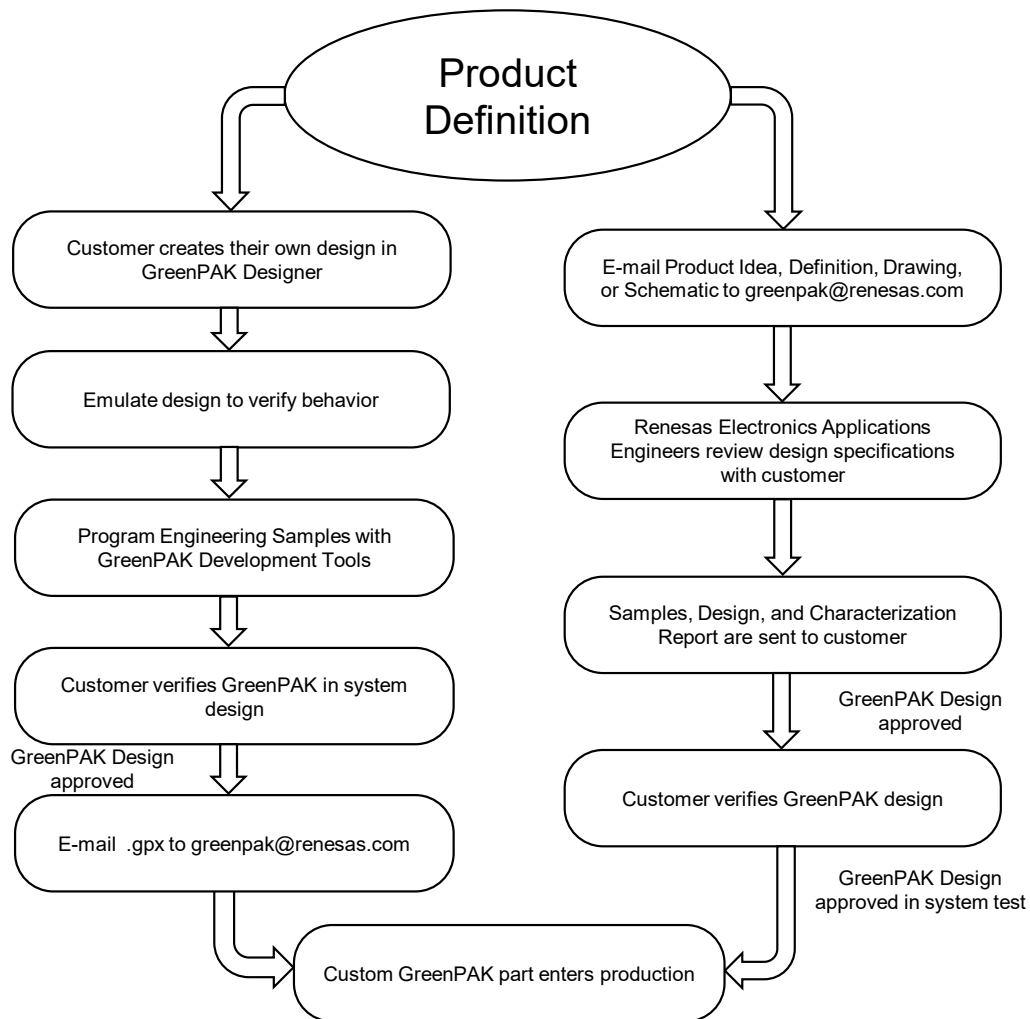 Product
Definition
Customer creates their own design in
GreenPAK Designer
Emulate design to verify behavior
Program Engineering Samples with
GreenPAK Development Tools
Customer verifies GreenPAK in system
design
GreenPAK Design
approved
E-mail .gpx to greenpak@renesas.com
E-mail Product Idea, Definition, Drawing,
or Schematic to greenpak@renesas.com
Renesas Electronics Applications
Engineers review design specifications
with customer
Samples, Design, and Characterization
Report are sent to customer
GreenPAK Design
approved
Customer verifies GreenPAK design
GreenPAK Design
approved in system test
Custom GreenPAK part enters production